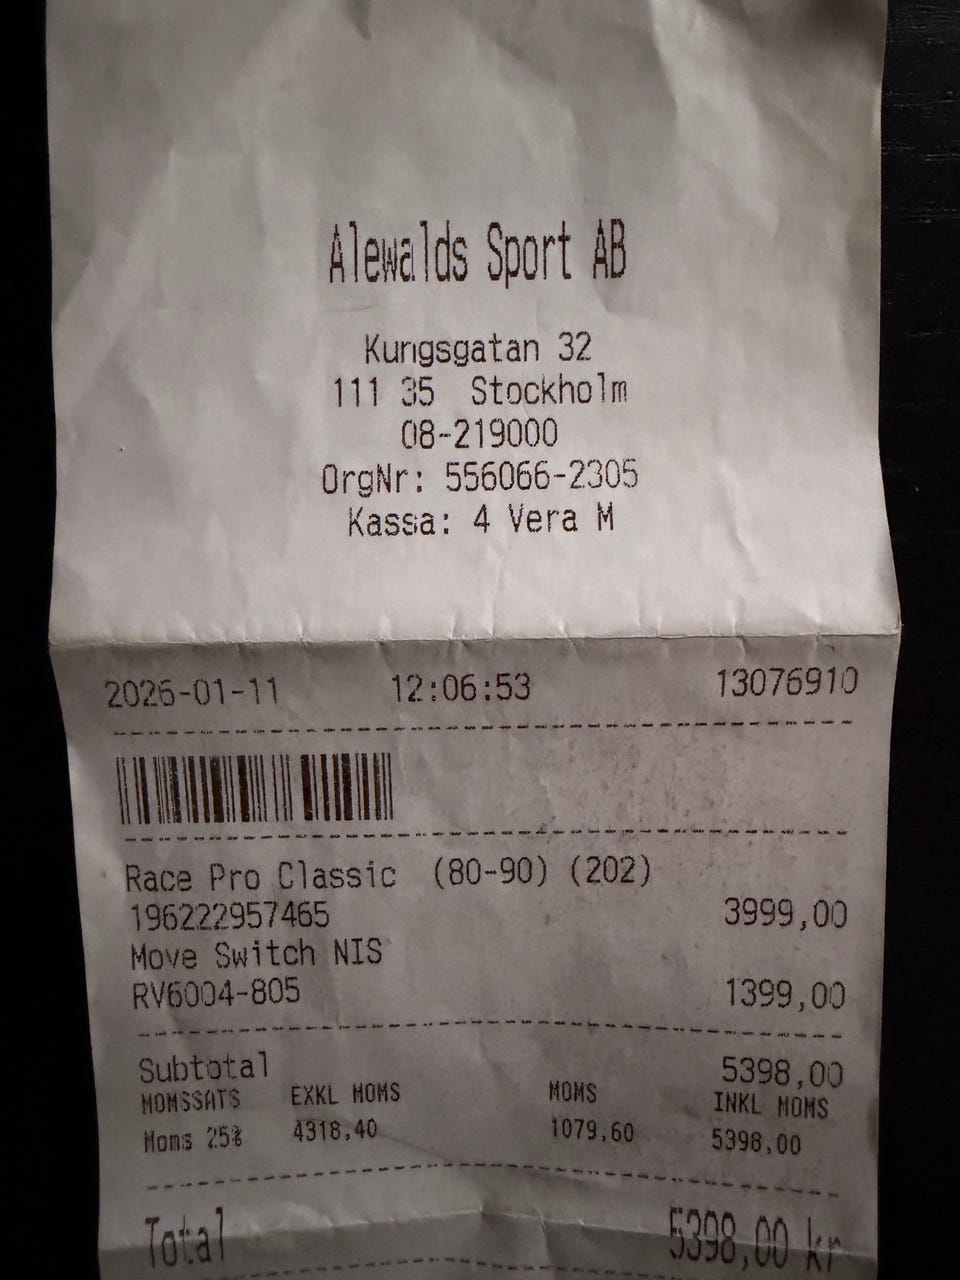 Alewalds Sport AB
Kungsgatan 32
111 35 Stockholm
08-219000
OrgNr: 556066-2305
Kassa: 4 Vera M
2026-01-11 12:06:53 13076910
Race Pro Classic (80-90) (202)
196222957465 3999,00
Move Switch NIS
RV6004-805 1399,00
Subtotal 5398,00
MOMSSATS EXKL MOMS MOMS INKL MOMS
Moms 25% 4318,40 1079,60 5398,00
Total 5398,00 kr